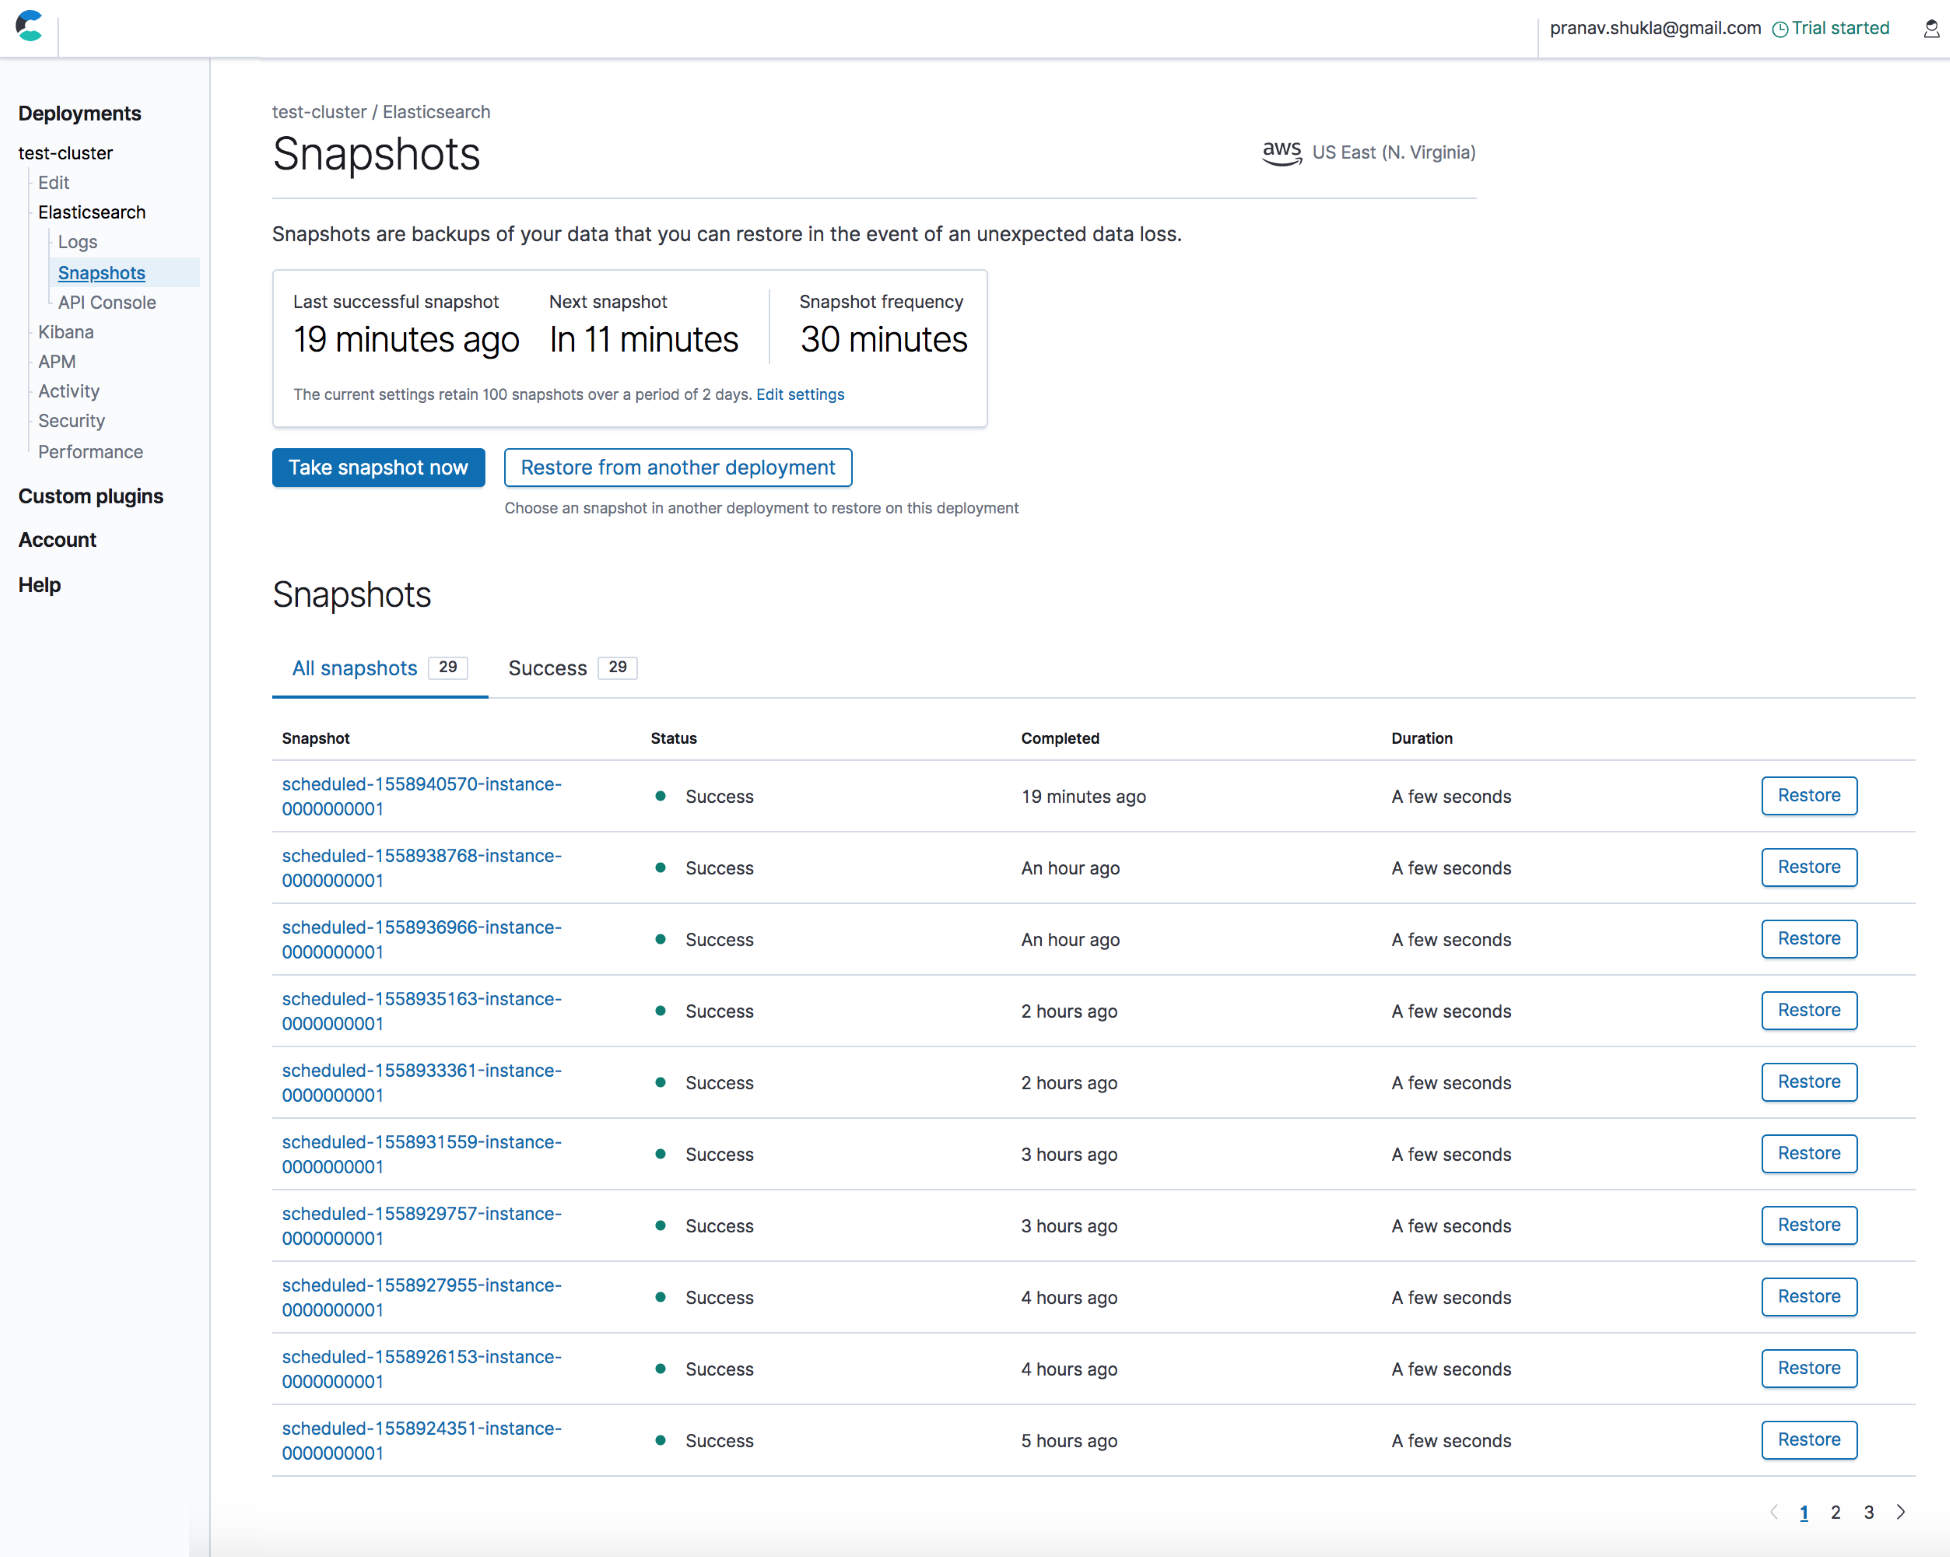 pranav.shukla@gmail.com Trial started
Deployments
test-cluster
Edit
Elasticsearch
Logs
Snapshots
API Console
Kibana
APM
Activity
Security
Performance
Custom plugins
Account
Help
test-cluster / Elasticsearch
Snapshots
aws US East (N. Virginia)
Snapshots are backups of your data that you can restore in the event of an unexpected data loss.
Last successful snapshot Next snapshot Snapshot frequency
19 minutes ago In 11 minutes 30 minutes
The current settings retain 100 snapshots over a period of 2 days. Edit settings
Take snapshot now Restore from another deployment
Choose an snapshot in another deployment to restore on this deployment
Snapshots
All snapshots 29 Success 29
Snapshot Status Completed Duration
scheduled-1558940570-instance-
0000000001 Success 19 minutes ago A few seconds Restore
scheduled-1558938768-instance-
0000000001 Success An hour ago A few seconds Restore
scheduled-1558936966-instance-
0000000001 Success An hour ago A few seconds Restore
scheduled-1558935163-instance-
0000000001 Success 2 hours ago A few seconds Restore
scheduled-1558933361-instance-
0000000001 Success 2 hours ago A few seconds Restore
scheduled-1558931559-instance-
0000000001 Success 3 hours ago A few seconds Restore
scheduled-1558929757-instance-
0000000001 Success 3 hours ago A few seconds Restore
scheduled-1558927955-instance-
0000000001 Success 4 hours ago A few seconds Restore
scheduled-1558926153-instance-
0000000001 Success 4 hours ago A few seconds Restore
scheduled-1558924351-instance-
0000000001 Success 5 hours ago A few seconds Restore
1 2 3